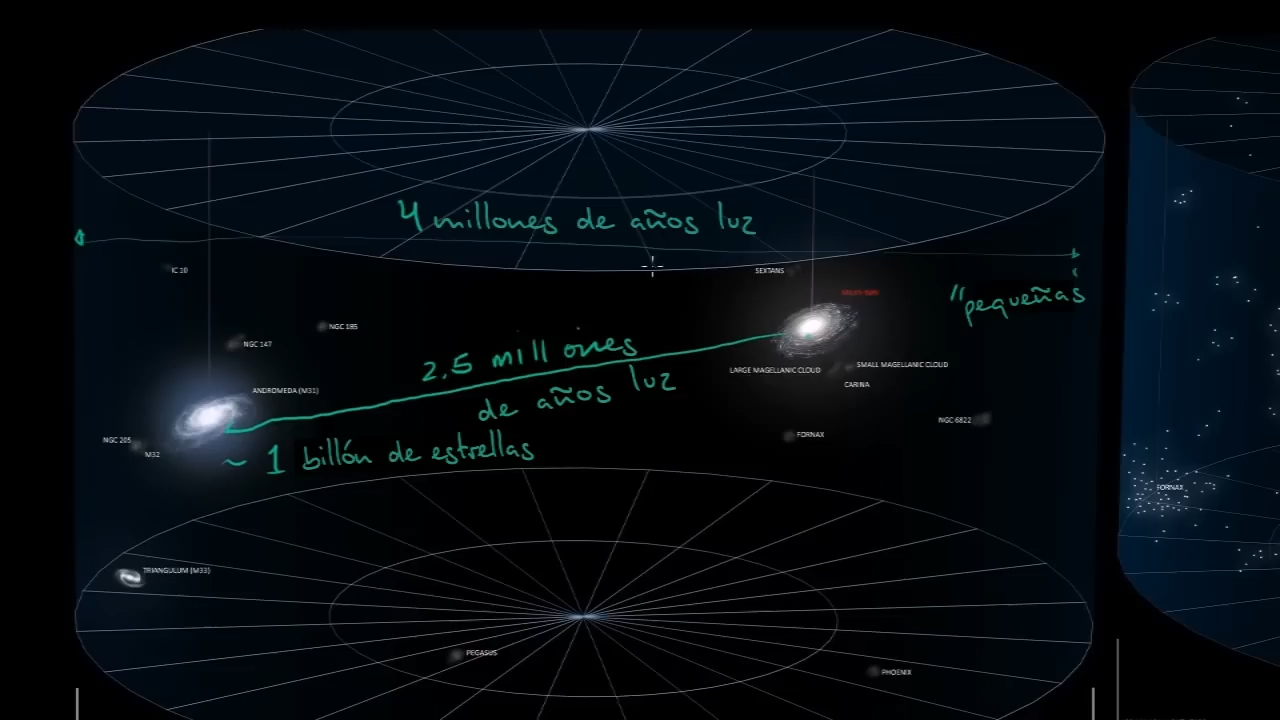 4 millones de años luz
IC 10
SEXTANS
MILKY WAY
"pequeñas
NGC 185
NGC 147
2.5 millones
de años luz
LARGE MAGELLANIC CLOUD
SMALL MAGELLANIC CLOUD
CARINA
ANDROMEDA (M31)
NGC 6822
FORNAX
NGC 205
M32
~ 1 billón de estrellas
FORNAX
TRIANGULUM (M33)
PEGASUS
PHOENIX